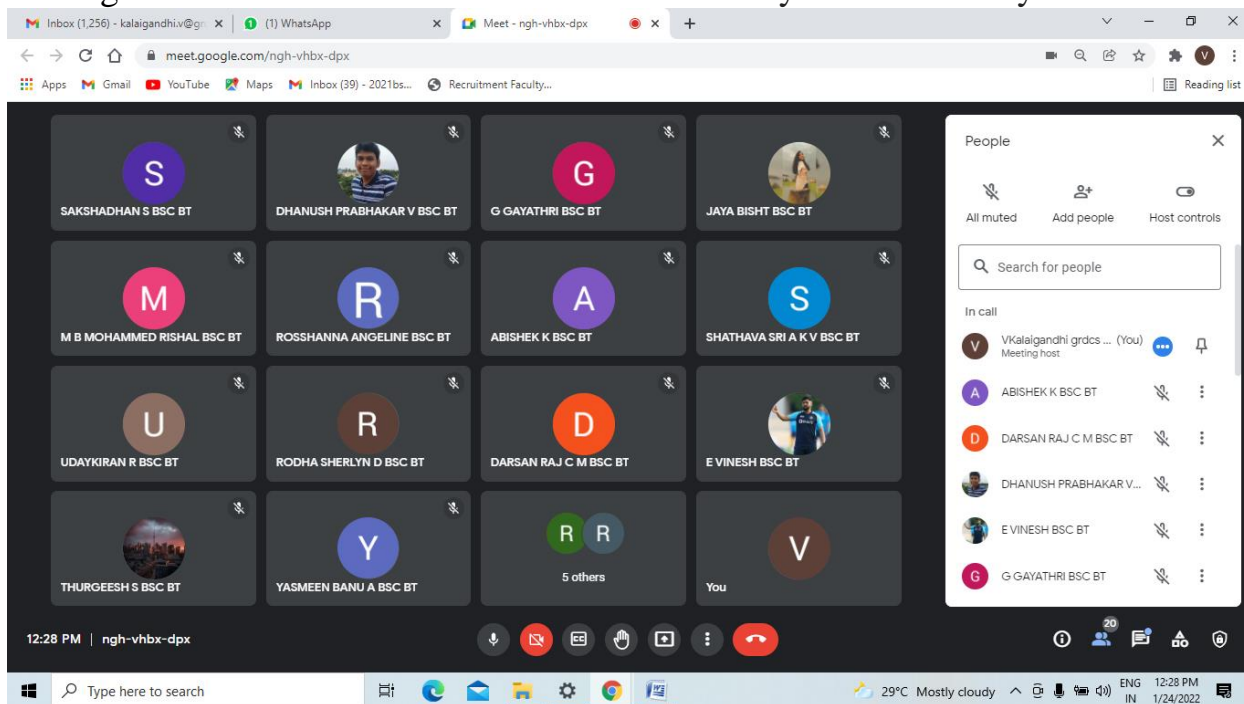 Inbox (1,256) - kalaigandhi.v@gr
(1) WhatsApp
Meet - ngh-vhbx-dpx
meet.google.com/ngh-vhbx-dpx
V
Apps
Gmail
YouTube
Maps
Inbox (39) - 2021bs...
Recruitment Faculty...
Reading list
S
SAKSHADHAN S BSC BT
DHANUSH PRABHAKAR V BSC BT
G
G GAYATHRI BSC BT
JAYA BISHT BSC BT
M
M B MOHAMMED RISHAL BSC BT
R
ROSSHANNA ANGELINE BSC BT
A
ABISHEK K BSC BT
S
SHATHAVA SRI A K V BSC BT
U
UDAYKIRAN R BSC BT
R
RODHA SHERLYN D BSC BT
D
DARSAN RAJ C M BSC BT
E VINESH BSC BT
THURGEESH S BSC BT
Y
YASMEEN BANU A BSC BT
R R
5 others
V
You
People
All muted
Add people
Host controls
Search for people
In call
V
VKalaigandhi grdcs ... (You)
Meeting host
A
ABISHEK K BSC BT
D
DARSAN RAJ C M BSC BT
DHANUSH PRABHAKAR V...
E VINESH BSC BT
G
G GAYATHRI BSC BT
12:28 PM | ngh-vhbx-dpx
20
Type here to search
29°C Mostly cloudy
ENG
IN
12:28 PM
1/24/2022